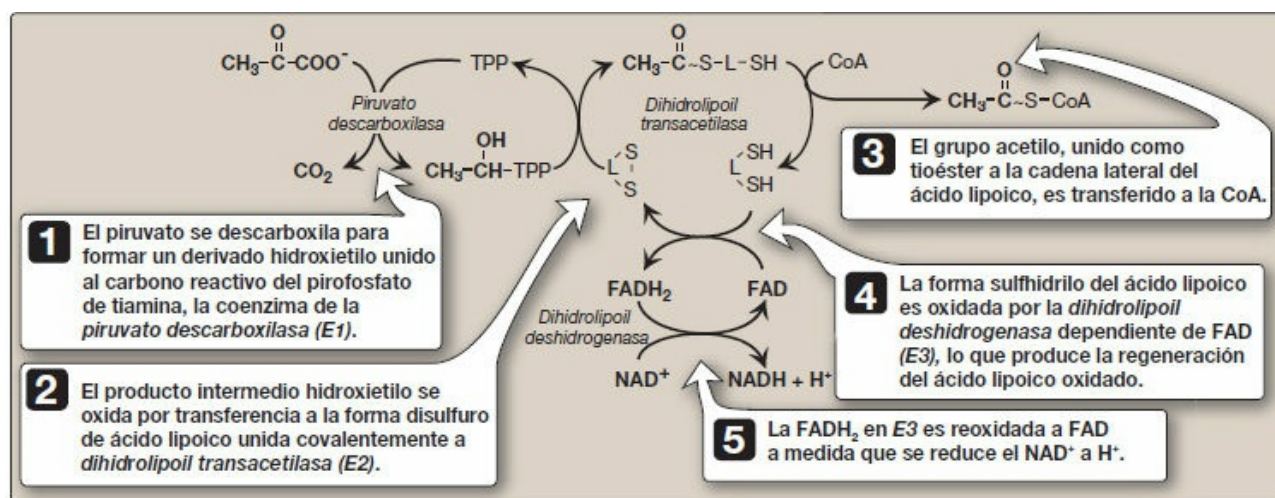 O
CH₃-C-COO⁻
TPP
Piruvato
descarboxilasa
CO₂
OH
CH₃-CH-TPP
O
CH₃-C~S-L-SH
CoA
Dihidrolipoil
transacetilasa
S
L
S
SH
L
SH
O
CH₃-C~S-CoA
FADH₂
FAD
Dihidrolipoil
deshidrogenasa
NAD⁺
NADH + H⁺
1
El piruvato se descarboxila para
formar un derivado hidroxietilo unido
al carbono reactivo del pirofosfato
de tiamina, la coenzima de la
piruvato descarboxilasa (E1).
2
El producto intermedio hidroxietilo se
oxida por transferencia a la forma disulfuro
de ácido lipoico unida covalentemente a
dihidrolipoil transacetilasa (E2).
3
El grupo acetilo, unido como
tioéster a la cadena lateral del
ácido lipoico, es transferido a la CoA.
4
La forma sulfhidrilo del ácido lipoico
es oxidada por la dihidrolipoil
deshidrogenasa dependiente de FAD
(E3), lo que produce la regeneración
del ácido lipoico oxidado.
5
La FADH₂ en E3 es reoxidada a FAD
a medida que se reduce el NAD⁺ a H⁺.